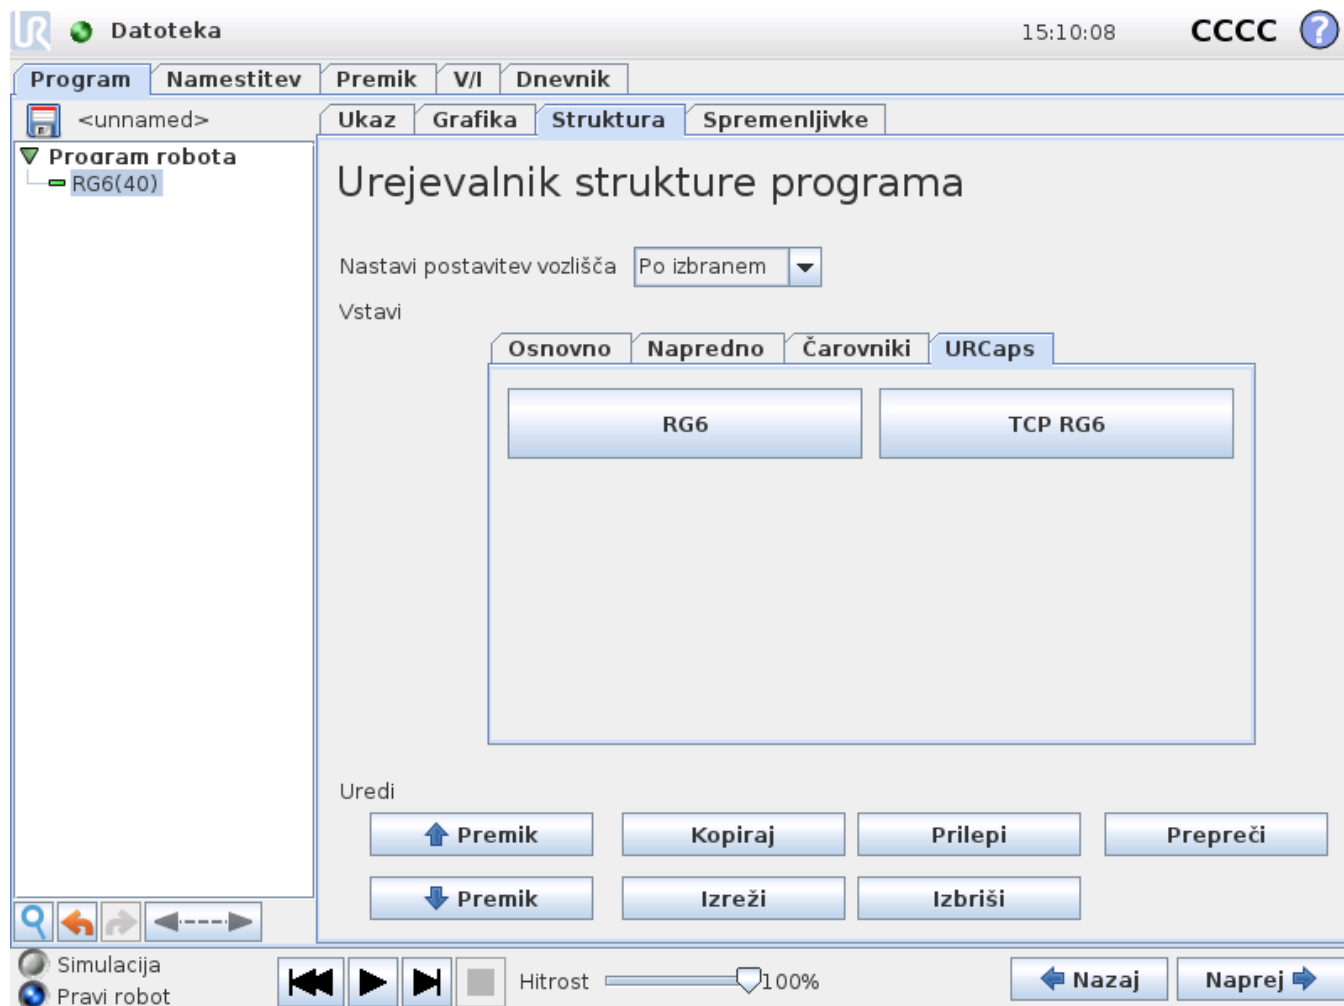 UR Datoteka 15:10:08 CCCC ?
Program Namestitev Premik V/I Dnevnik
<unnamed> Ukaz Grafika Struktura Spremenljivke
Program robota
RG6(40)
Urejevalnik strukture programa
Nastavi postavitev vozlišča Po izbranem
Vstavi
Osnovno Napredno Čarovniki URCaps
RG6 TCP RG6
Uredi
Premik Kopiraj Prilepi Prepreči
Premik Izreži Izbriši
Simulacija
Pravi robot
Hitrost 100% Nazaj Naprej